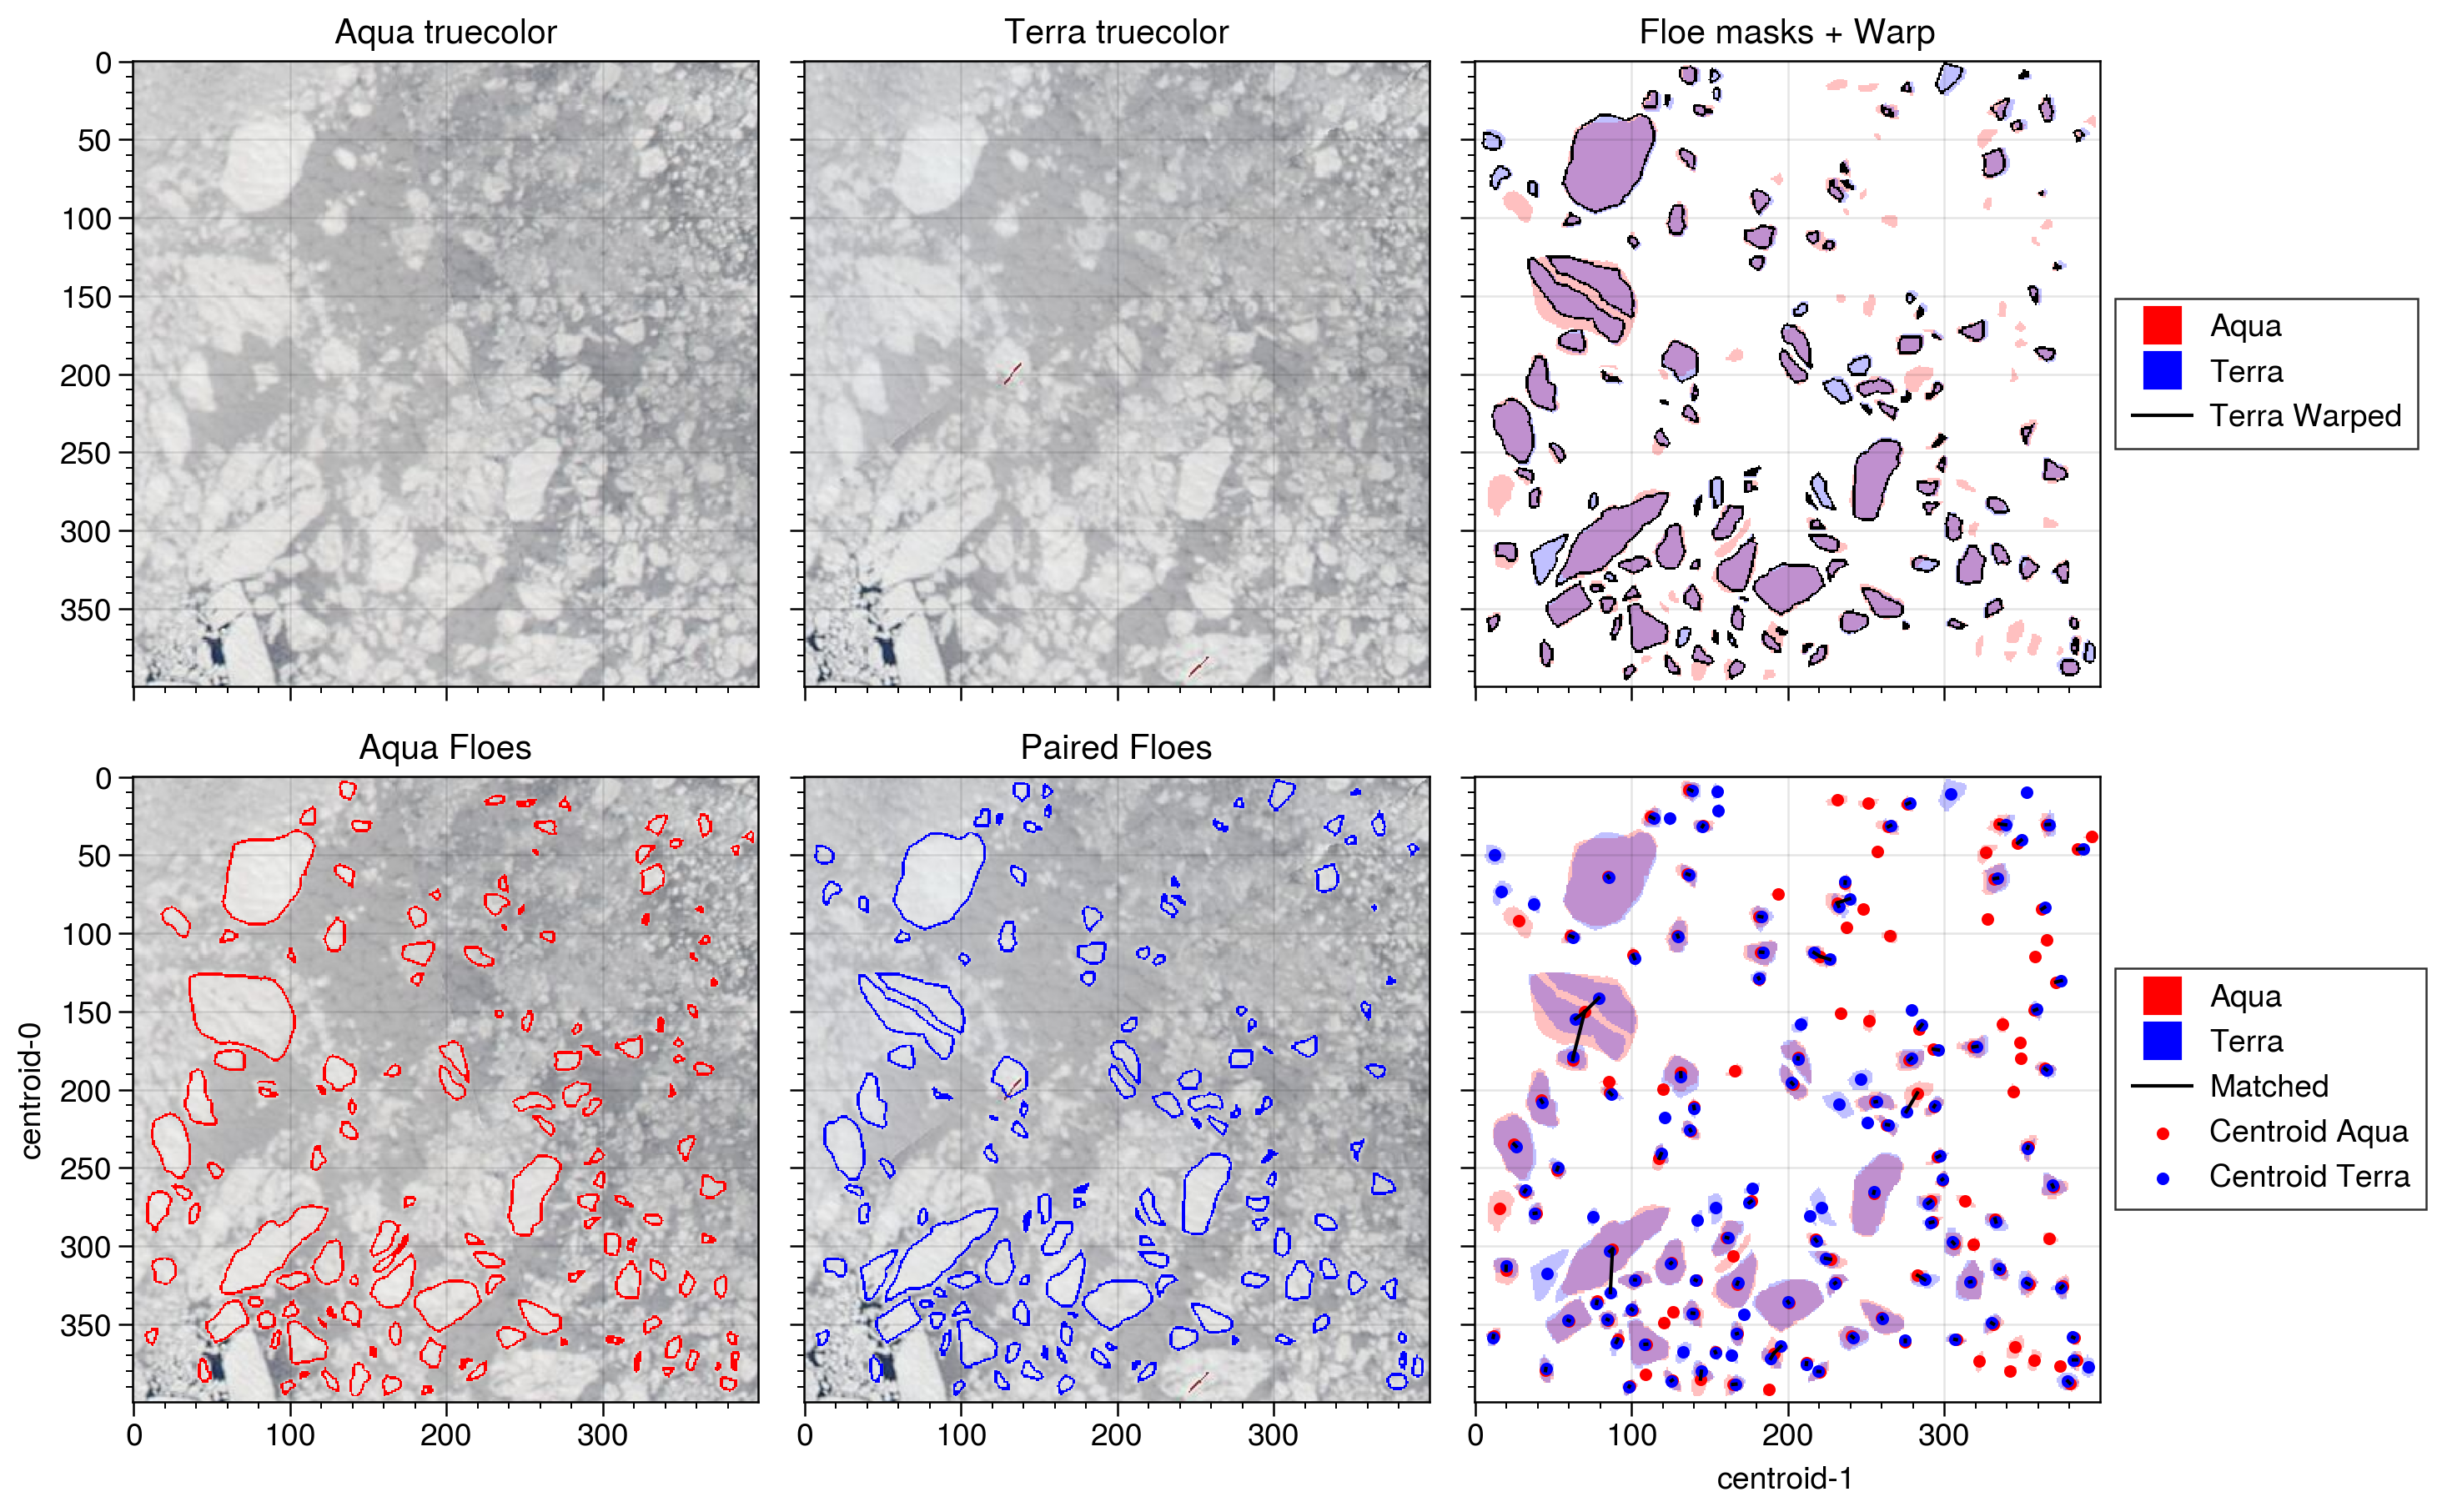 Aqua truecolor
Terra truecolor
Floe masks + Warp
0
50
100
150
200
250
300
350
Aqua
Terra
Terra Warped
Aqua Floes
Paired Floes
centroid-0
0
50
100
150
200
250
300
350
0 100 200 300
0 100 200 300
0 100 200 300
centroid-1
Aqua
Terra
Matched
Centroid Aqua
Centroid Terra